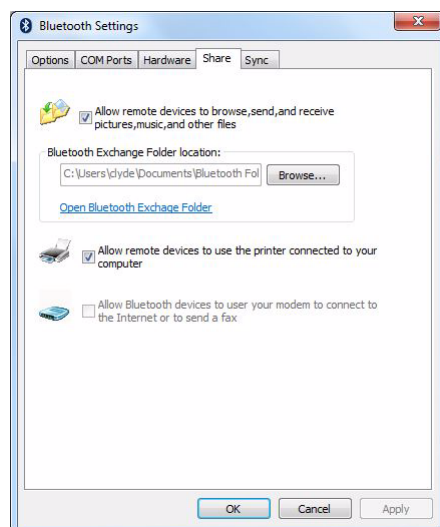 Bluetooth Settings
Options COM Ports Hardware Share Sync
Allow remote devices to browse,send,and receive
pictures,music,and other files
Bluetooth Exchange Folder location:
C:\Users\clyde\Documents\Bluetooth Fol Browse...
Open Bluetooth Exchage Folder
Allow remote devices to use the printer connected to your
computer
Allow Bluetooth devices to user your modem to connect to
the Internet or to send a fax
OK Cancel Apply